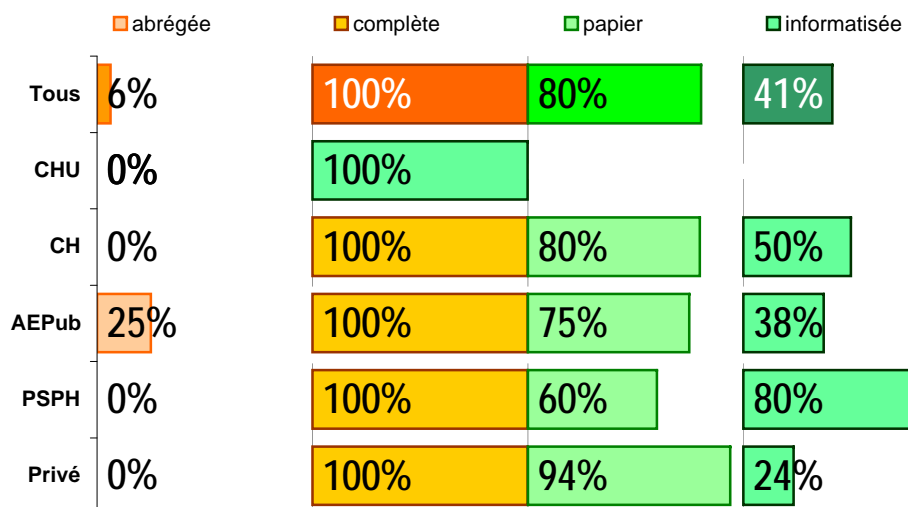 abrégée complète papier informatisée
Tous 6% 100% 80% 41%
CHU 0% 100%
CH 0% 100% 80% 50%
AEPub 25% 100% 75% 38%
PSPH 0% 100% 60% 80%
Privé 0% 100% 94% 24%